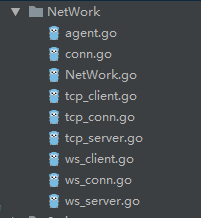 NetWork
agent.go
conn.go
NetWork.go
tcp_client.go
tcp_conn.go
tcp_server.go
ws_client.go
ws_conn.go
ws_server.go